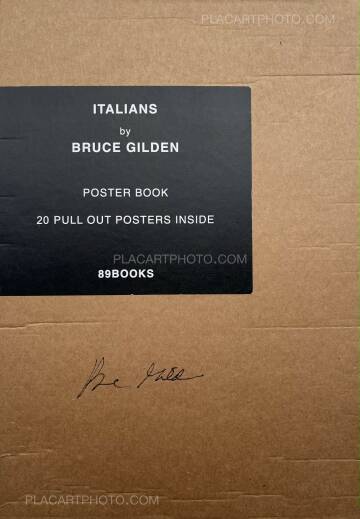 PLACARTPHOTO.COM
ITALIANS
by
BRUCE GILDEN
POSTER BOOK
20 PULL OUT POSTERS INSIDE
PLACARTPHOTO.COM
89BOOKS
PLACARTPHOTO.COM